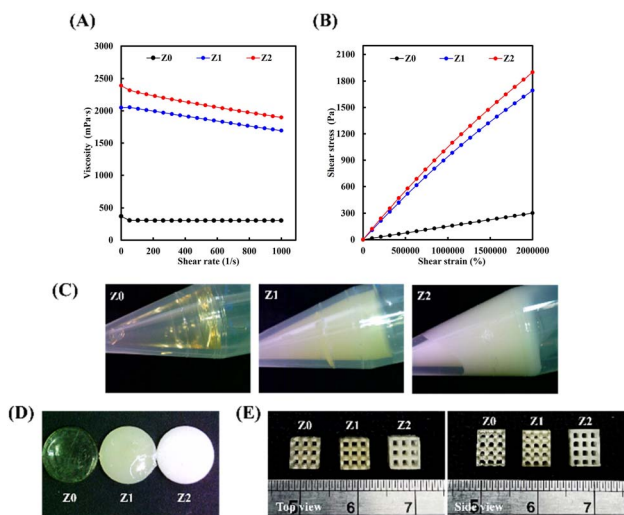 (A)
3000
2500
2000
1500
1000
500
0
Viscosity (mPa·s)
Z0 Z1 Z2
0 200 400 600 800 1000
Shear rate (1/s)
(B)
2100
1800
1500
1200
900
600
300
0
Shear stress (Pa)
Z0 Z1 Z2
0 500000 1000000 1500000 2000000
Shear strain (%)
(C)
Z0
Z1
Z2
(D)
Z0 Z1 Z2
(E)
Z0 Z1 Z2
5 6 7
Top view
Z0 Z1 Z2
5 6 7
Side view